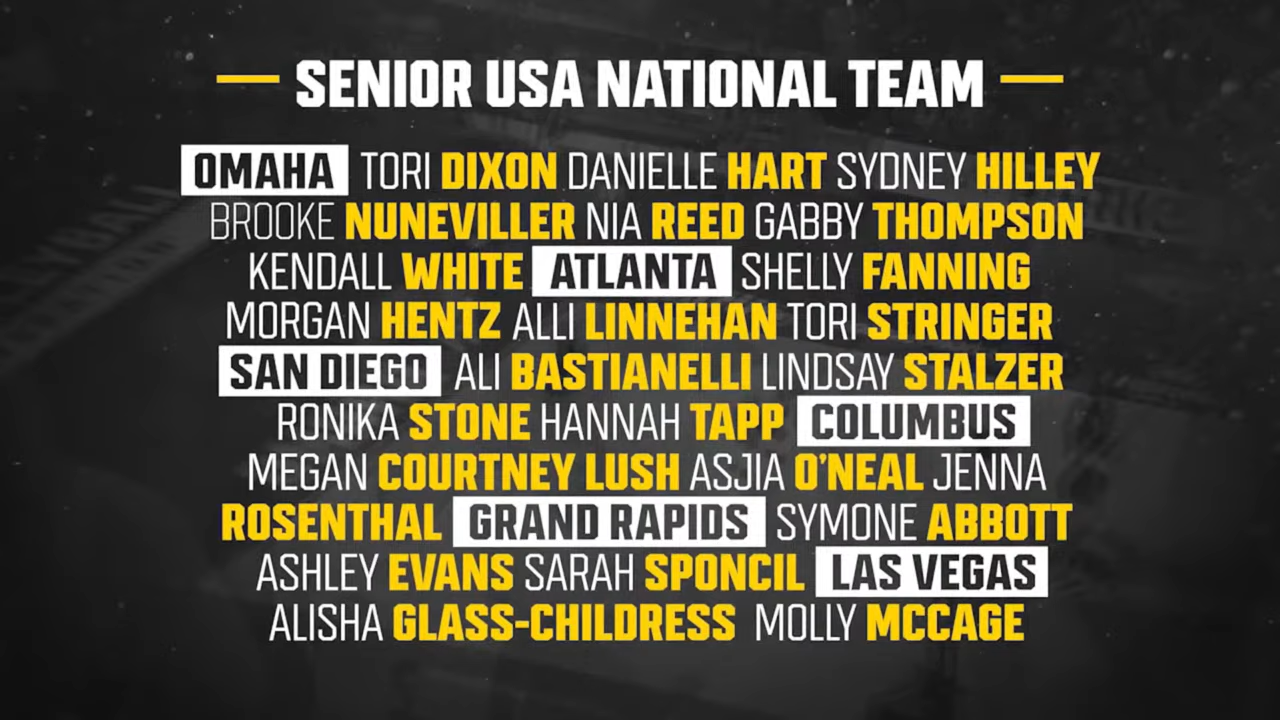 SENIOR USA NATIONAL TEAM
OMAHA TORI DIXON DANIELLE HART SYDNEY HILLEY
BROOKE NUNEVILLER NIA REED GABBY THOMPSON
KENDALL WHITE ATLANTA SHELLY FANNING
MORGAN HENTZ ALLI LINNEHAN TORI STRINGER
SAN DIEGO ALI BASTIANELLI LINDSAY STALZER
RONIKA STONE HANNAH TAPP COLUMBUS
MEGAN COURTNEY LUSH ASJIA O'NEAL JENNA
ROSENTHAL GRAND RAPIDS SYMONE ABBOTT
ASHLEY EVANS SARAH SPONCIL LAS VEGAS
ALISHA GLASS-CHILDRESS MOLLY MCCAGE